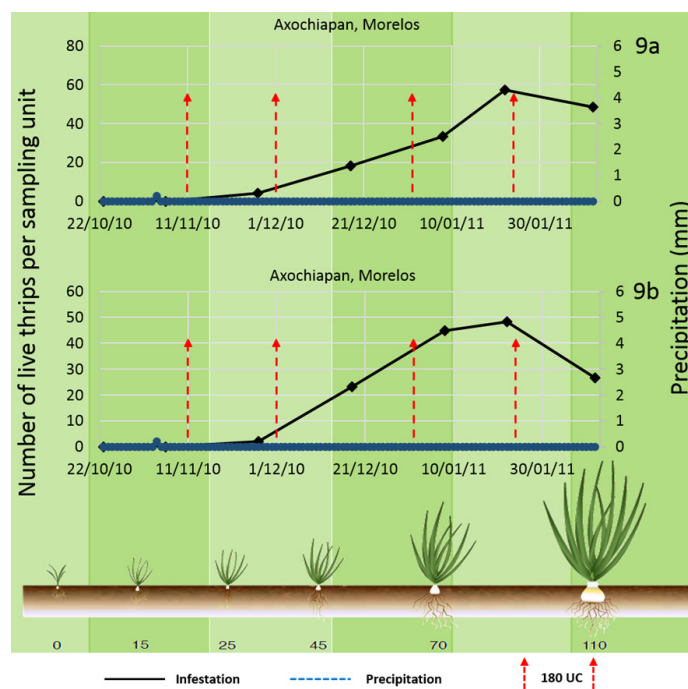 Axochiapan, Morelos
9a
80
60
40
20
0
6
5
4
3
2
1
0
22/10/10 11/11/10 1/12/10 21/12/10 10/01/11 30/01/11
Number of live thrips per sampling unit
Precipitation (mm)
Axochiapan, Morelos
9b
60
50
40
30
20
10
0
6
5
4
3
2
1
0
22/10/10 11/11/10 1/12/10 21/12/10 10/01/11 30/01/11
0 15 25 45 70 110
Infestation Precipitation 180 UC